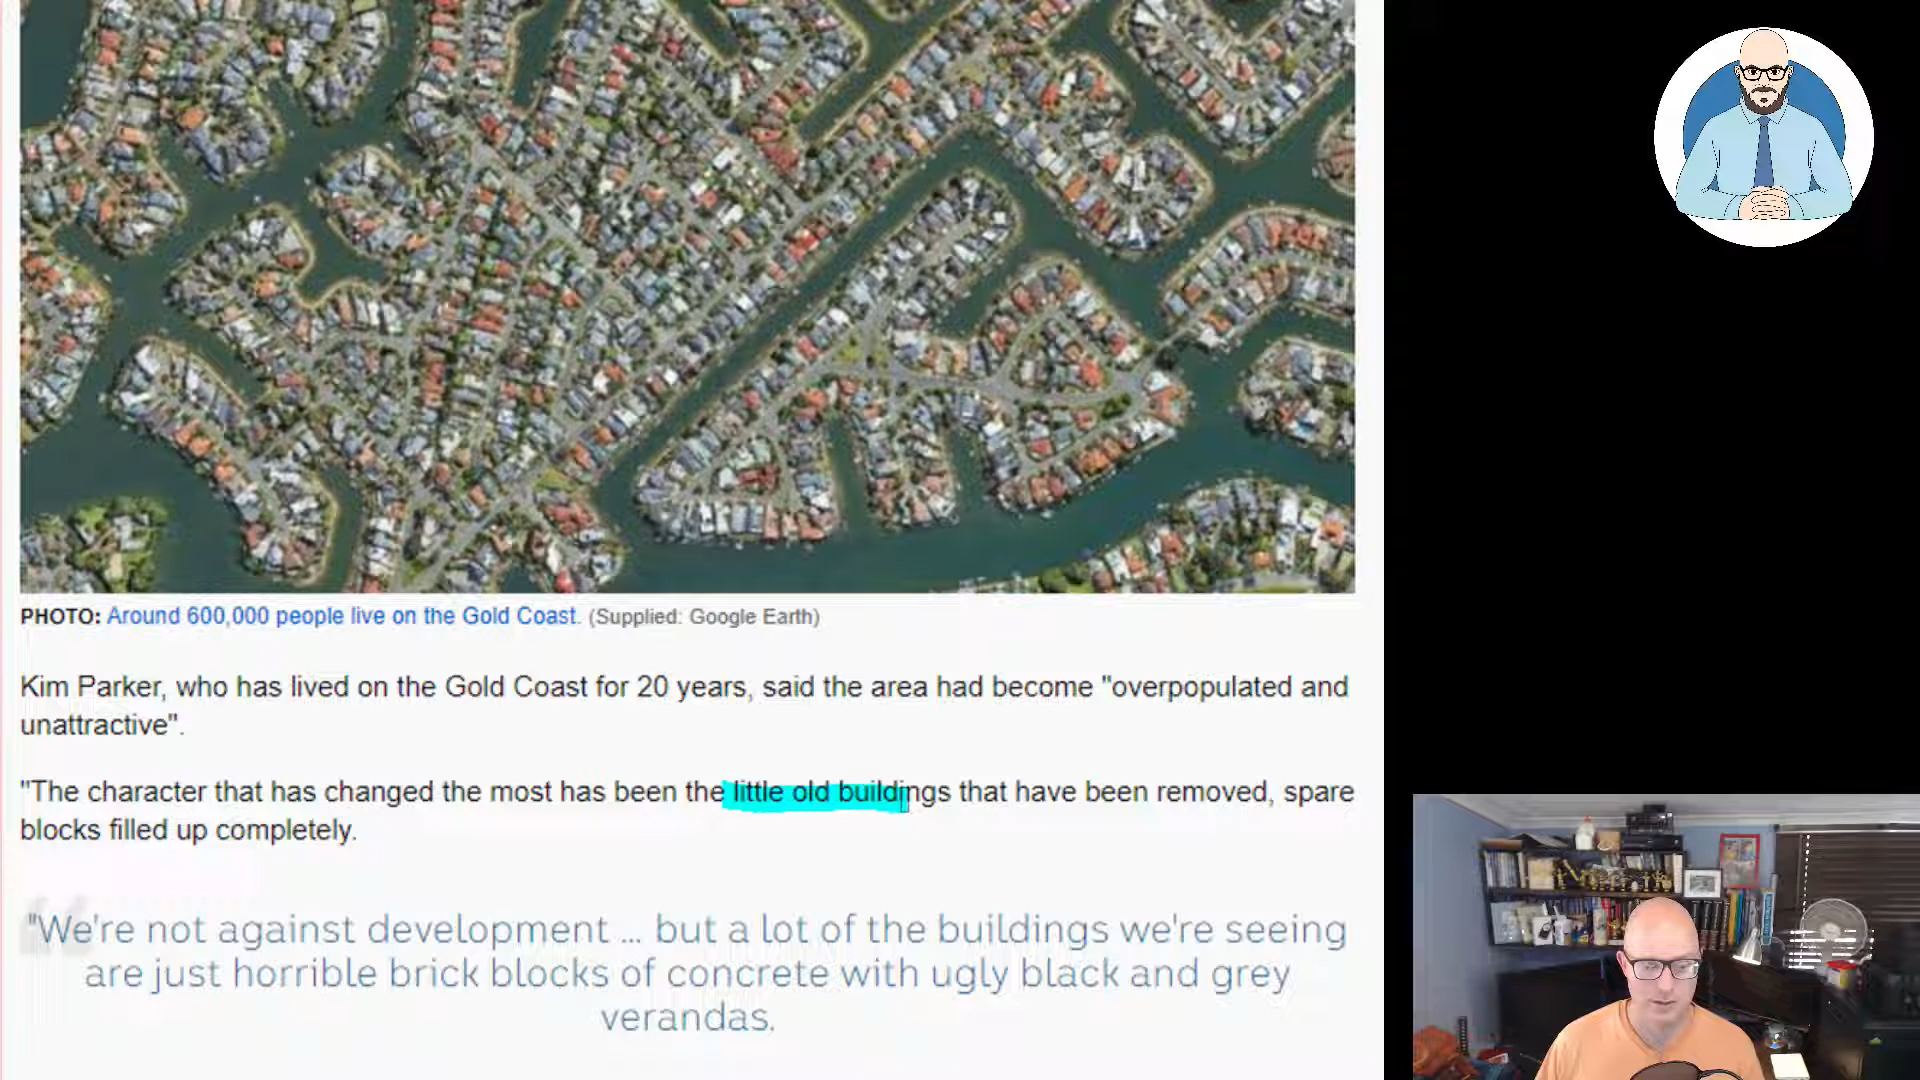 PHOTO: Around 600,000 people live on the Gold Coast. (Supplied: Google Earth)
Kim Parker, who has lived on the Gold Coast for 20 years, said the area had become "overpopulated and
unattractive".
"The character that has changed the most has been the little old buildings that have been removed, spare
blocks filled up completely.
"We're not against development ... but a lot of the buildings we're seeing
are just horrible brick blocks of concrete with ugly black and grey
verandas.